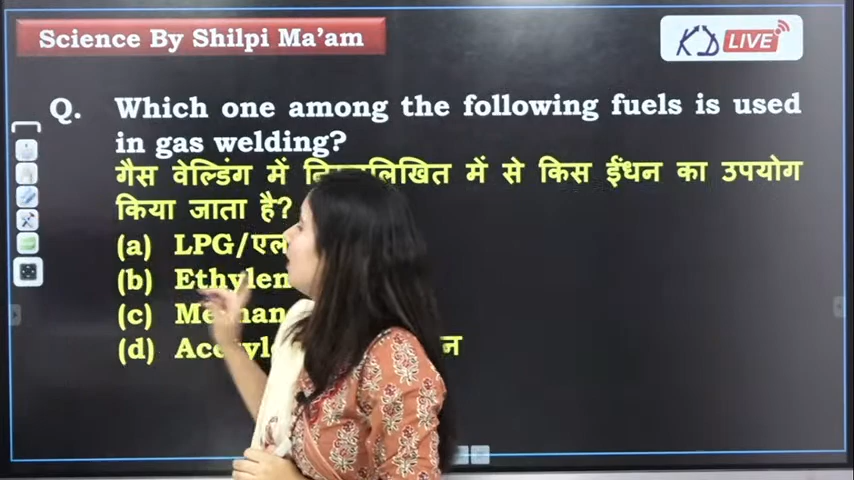 Science By Shilpi Ma'am
KD LIVE
Q. Which one among the following fuels is used
in gas welding?
गैस वेल्डिंग में में से किस ईंधन का उपयोग
किया जाता है?
(a) LPG/
(b)
(c)
(d)